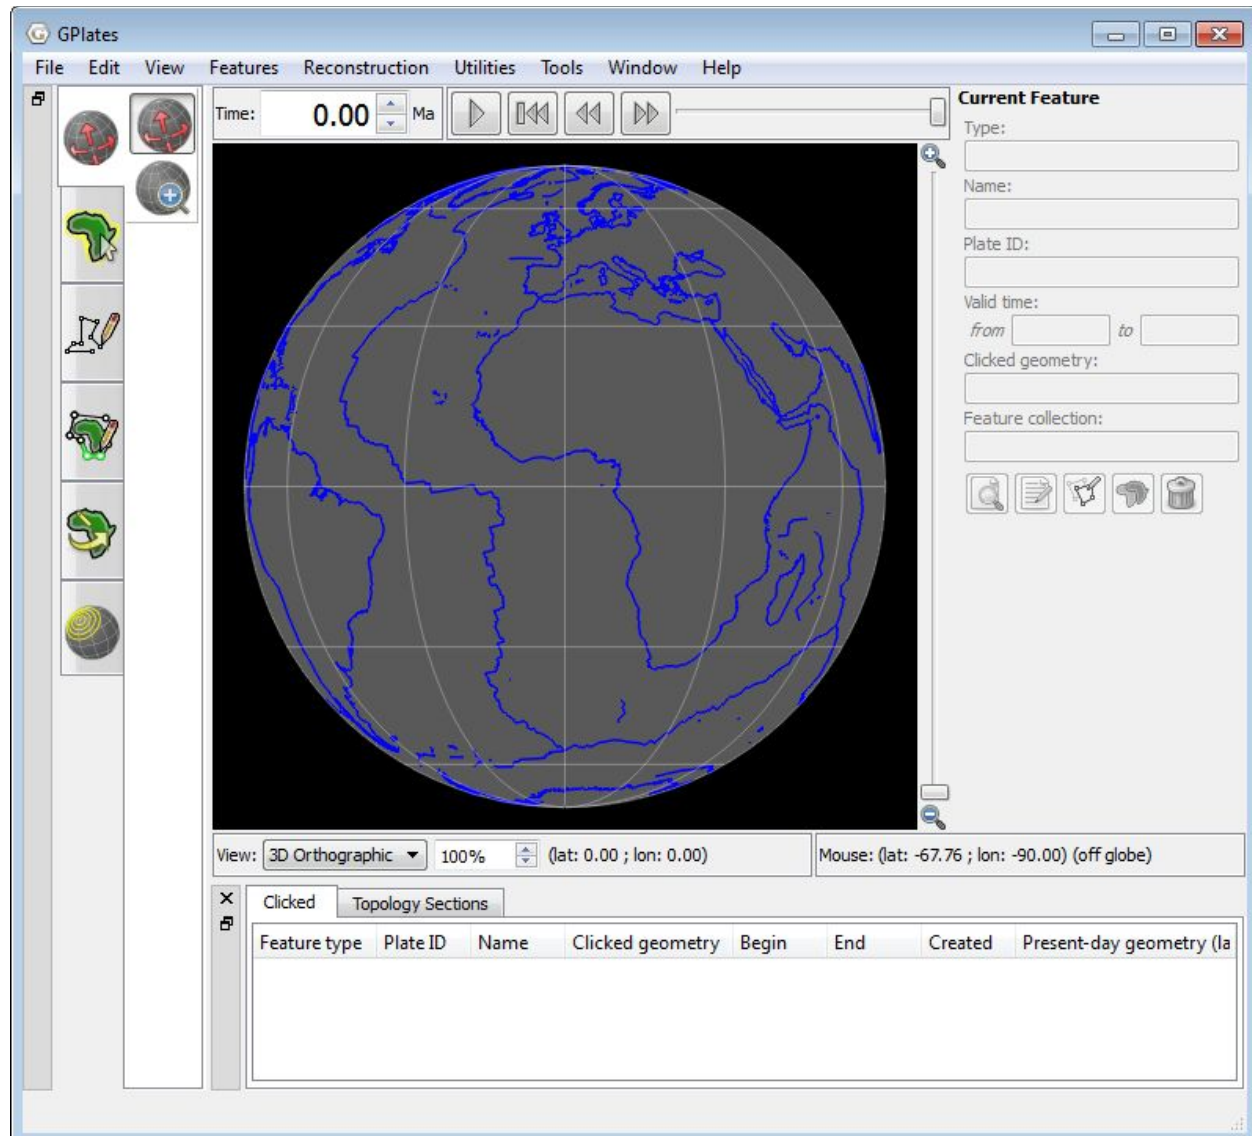 GPlates
File Edit View Features Reconstruction Utilities Tools Window Help
Time: 0.00 Ma
Current Feature
Type:
Name:
Plate ID:
Valid time:
from to
Clicked geometry:
Feature collection:
View: 3D Orthographic 100% (lat: 0.00 ; lon: 0.00) Mouse: (lat: -67.76 ; lon: -90.00) (off globe)
Clicked Topology Sections
Feature type Plate ID Name Clicked geometry Begin End Created Present-day geometry (la